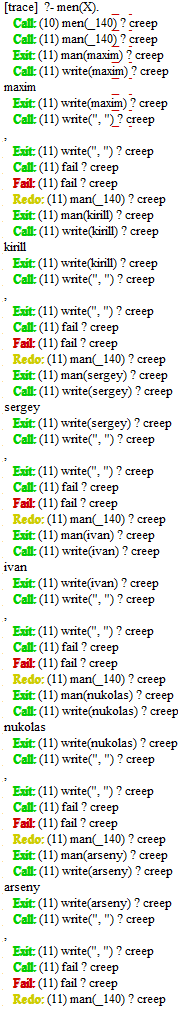 [trace]  ?- men(X).
Call: (10) men(_140) ? creep
Call: (11) man(_140) ? creep
Exit: (11) man(maxim) ? creep
Call: (11) write(maxim) ? creep
maxim
Exit: (11) write(maxim) ? creep
Call: (11) write(", ") ? creep
,
Exit: (11) write(", ") ? creep
Call: (11) fail ? creep
Fail: (11) fail ? creep
Redo: (11) man(_140) ? creep
Exit: (11) man(kirill) ? creep
Call: (11) write(kirill) ? creep
kirill
Exit: (11) write(kirill) ? creep
Call: (11) write(", ") ? creep
,
Exit: (11) write(", ") ? creep
Call: (11) fail ? creep
Fail: (11) fail ? creep
Redo: (11) man(_140) ? creep
Exit: (11) man(sergey) ? creep
Call: (11) write(sergey) ? creep
sergey
Exit: (11) write(sergey) ? creep
Call: (11) write(", ") ? creep
,
Exit: (11) write(", ") ? creep
Call: (11) fail ? creep
Fail: (11) fail ? creep
Redo: (11) man(_140) ? creep
Exit: (11) man(ivan) ? creep
Call: (11) write(ivan) ? creep
ivan
Exit: (11) write(ivan) ? creep
Call: (11) write(", ") ? creep
,
Exit: (11) write(", ") ? creep
Call: (11) fail ? creep
Fail: (11) fail ? creep
Redo: (11) man(_140) ? creep
Exit: (11) man(nukolas) ? creep
Call: (11) write(nukolas) ? creep
nukolas
Exit: (11) write(nukolas) ? creep
Call: (11) write(", ") ? creep
,
Exit: (11) write(", ") ? creep
Call: (11) fail ? creep
Fail: (11) fail ? creep
Redo: (11) man(_140) ? creep
Exit: (11) man(arseny) ? creep
Call: (11) write(arseny) ? creep
arseny
Exit: (11) write(arseny) ? creep
Call: (11) write(", ") ? creep
,
Exit: (11) write(", ") ? creep
Call: (11) fail ? creep
Fail: (11) fail ? creep
Redo: (11) man(_140) ? creep